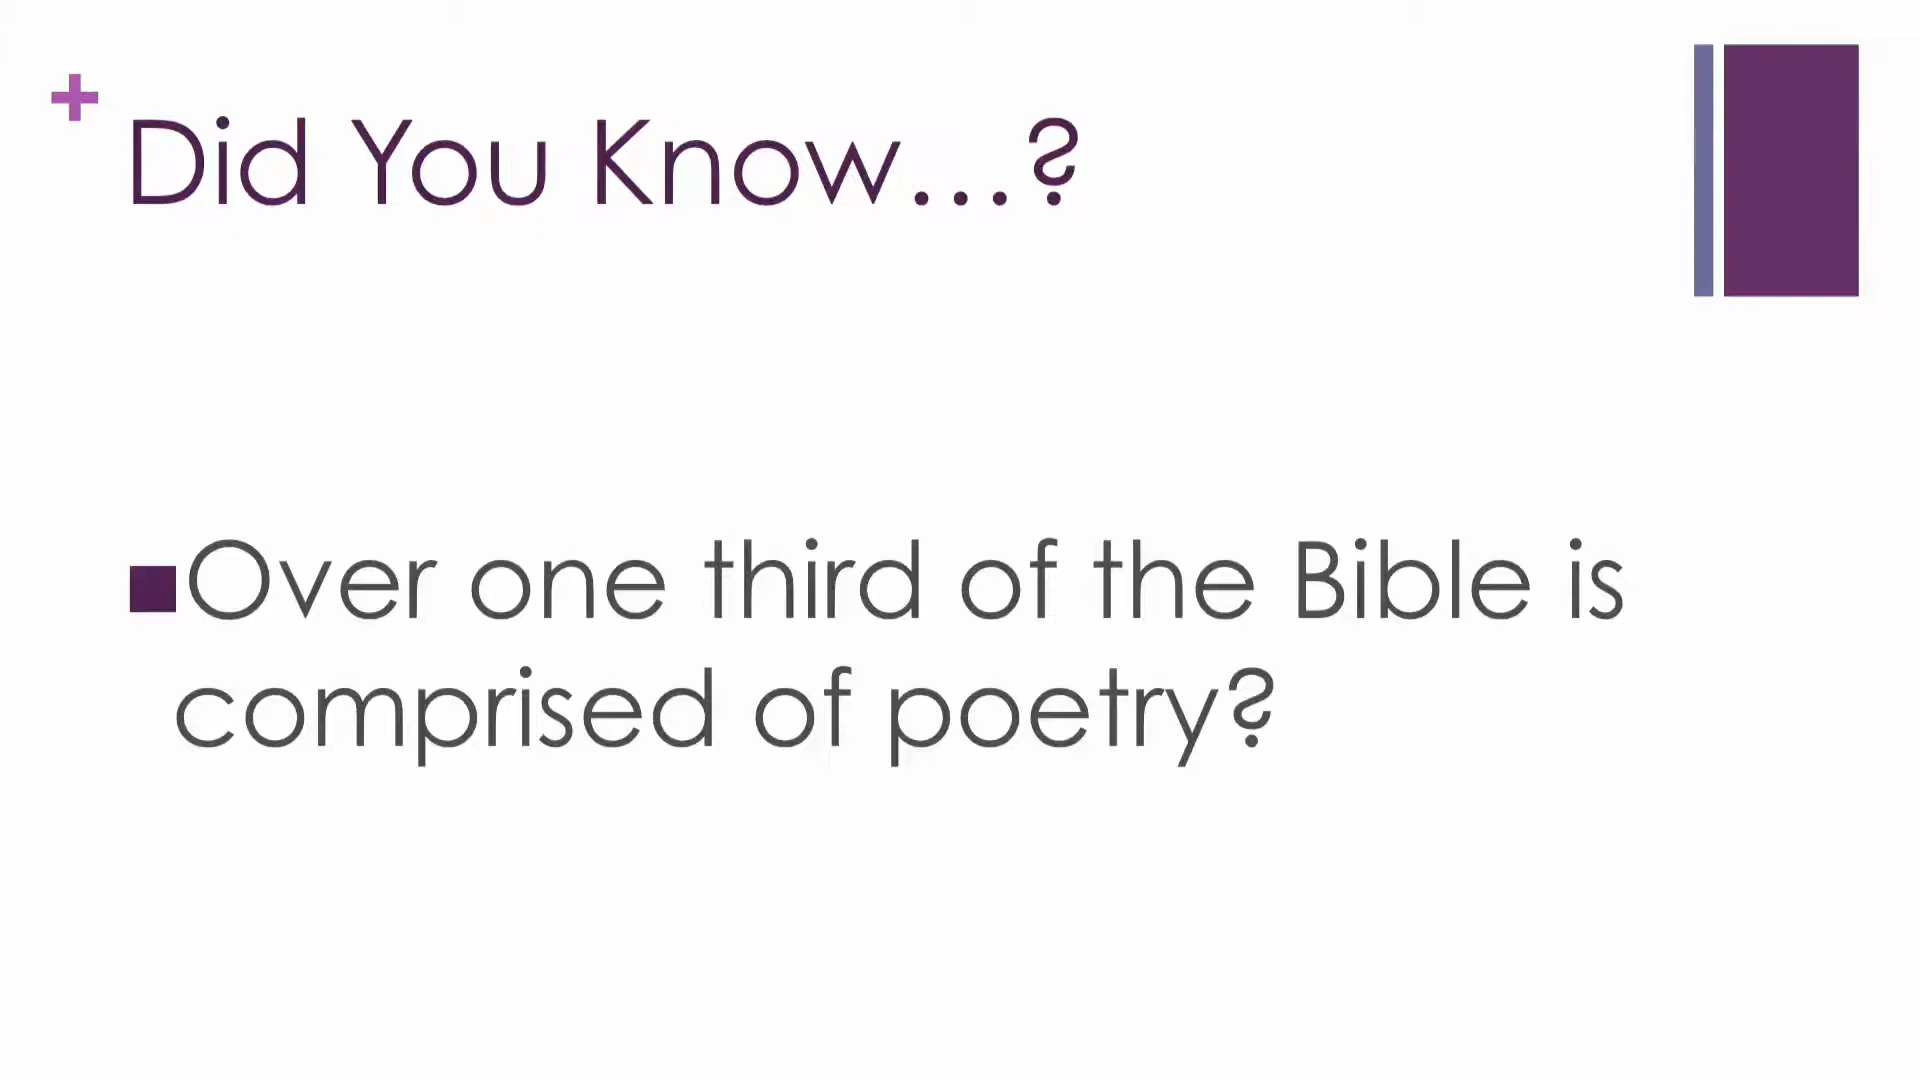 Did You Know...?
Over one third of the Bible is
comprised of poetry?